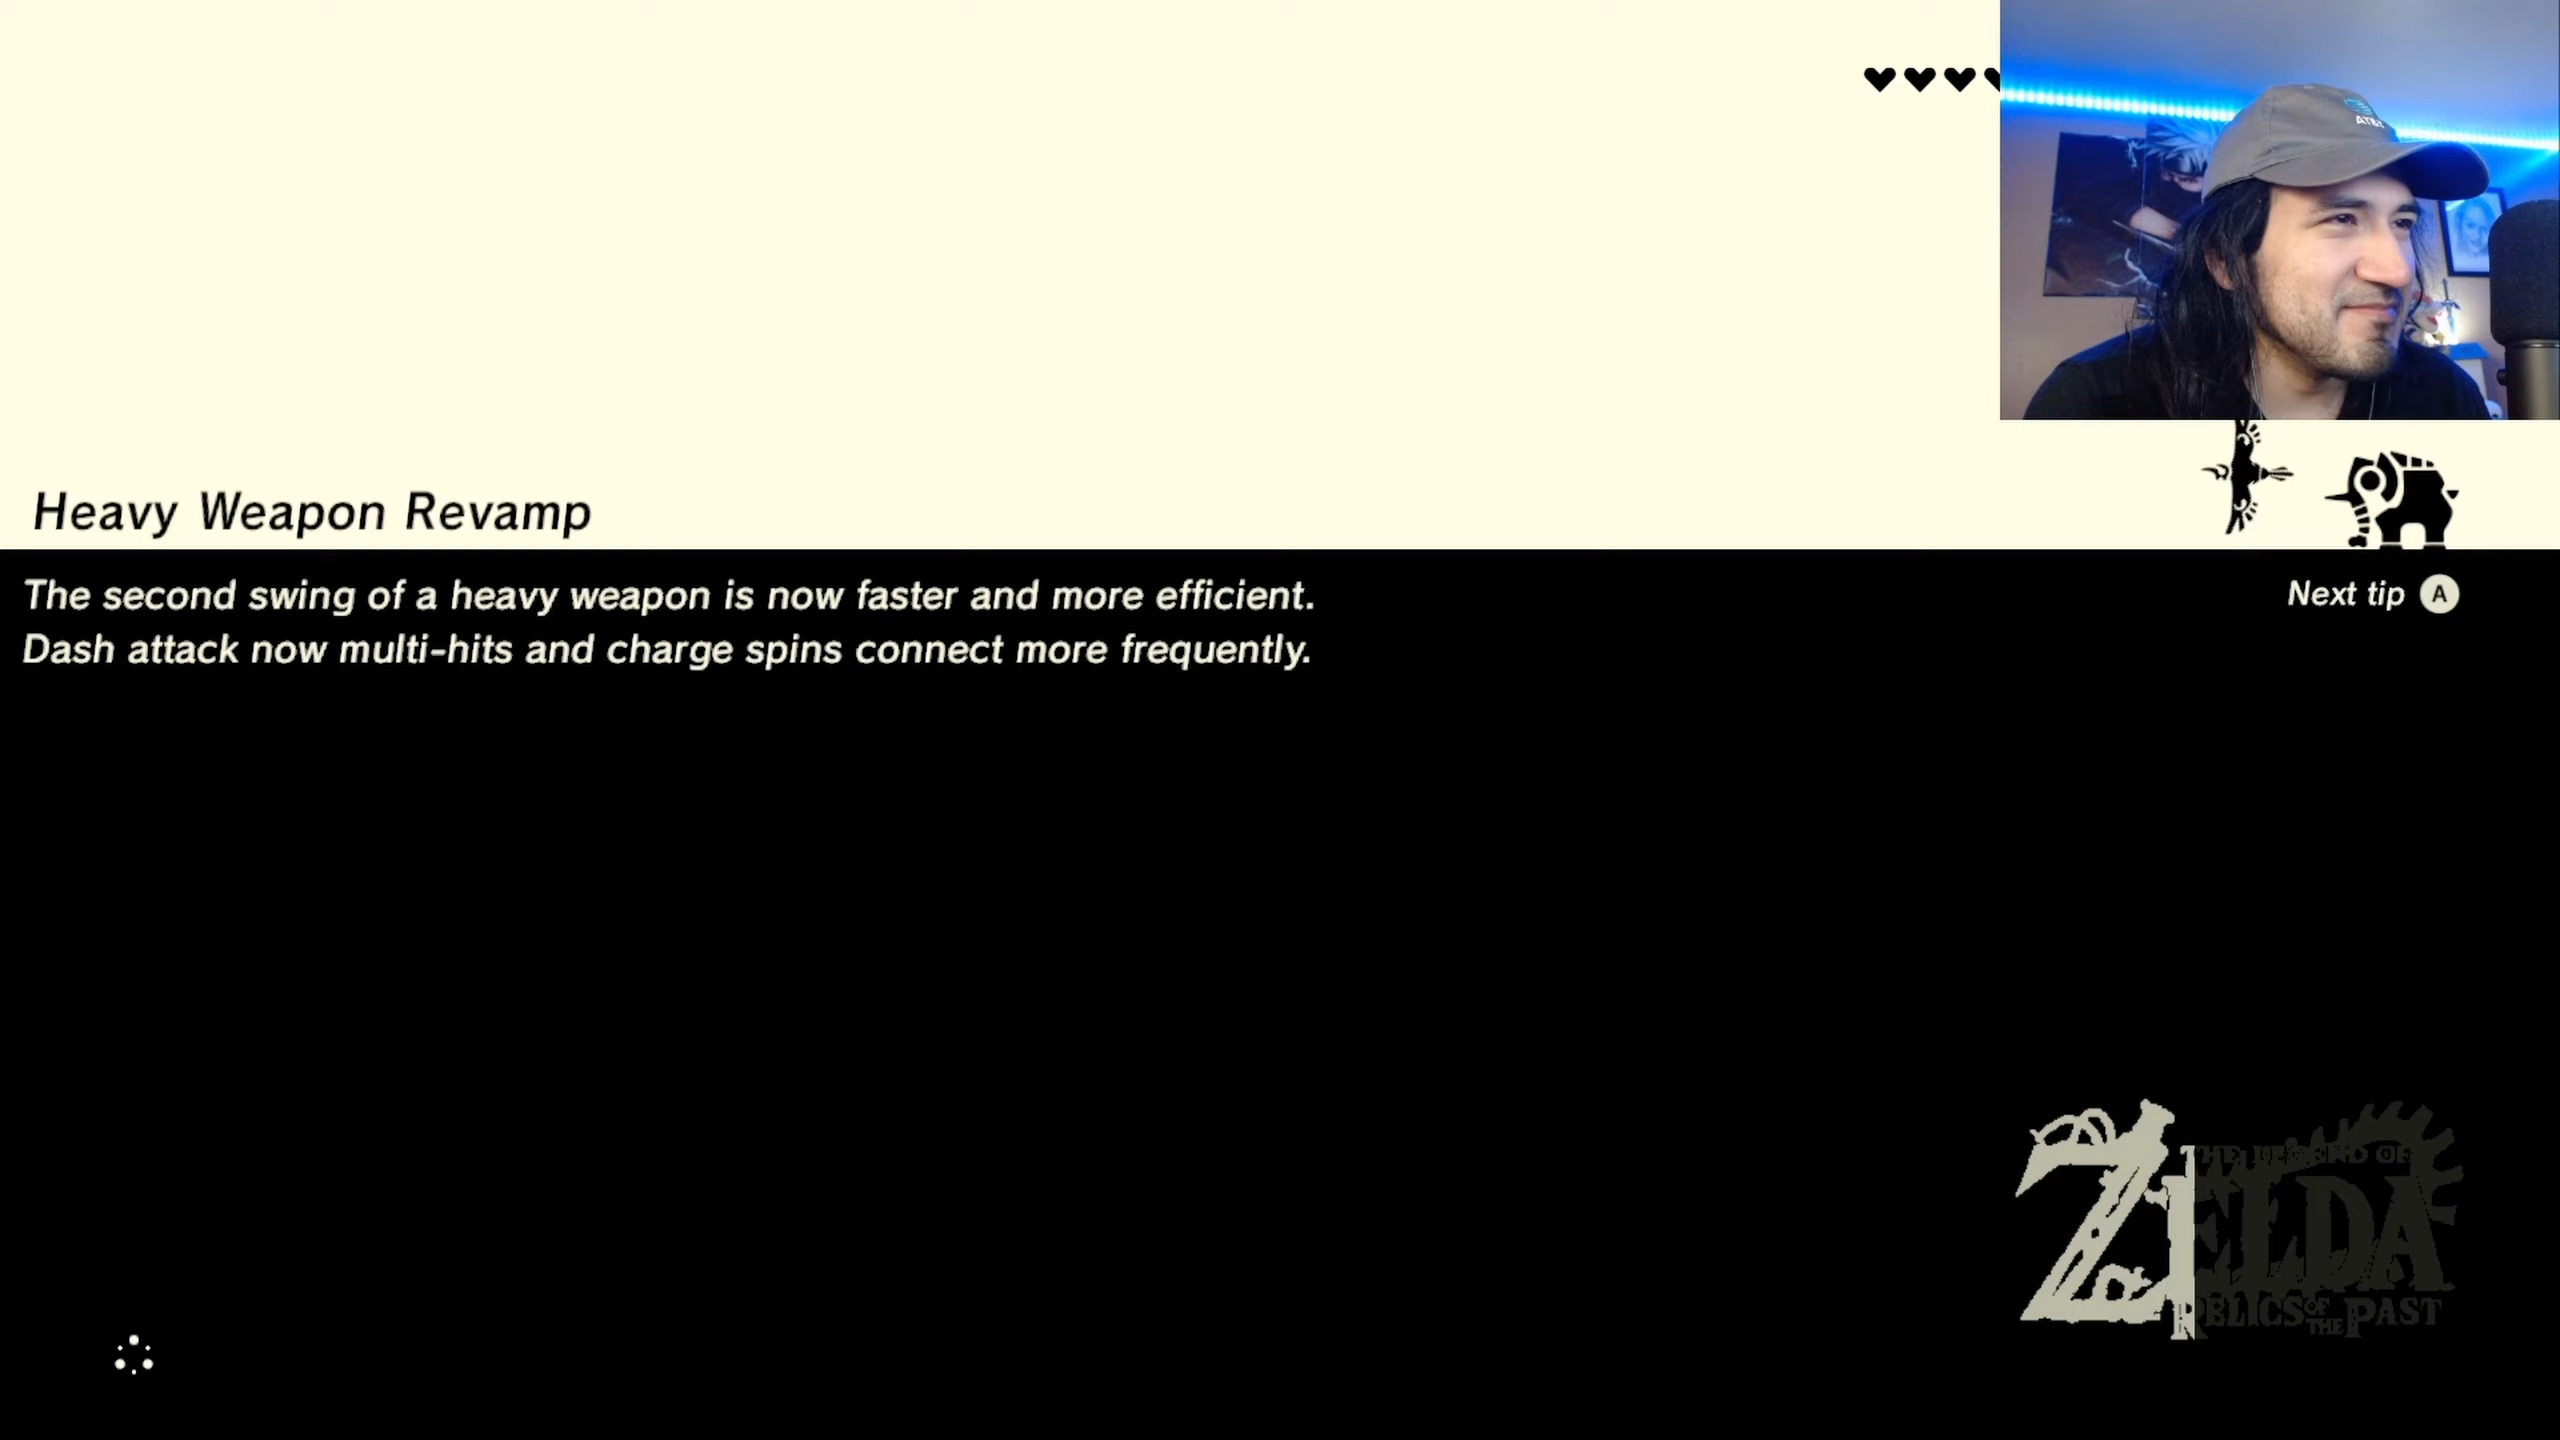 AT&T
Heavy Weapon Revamp
The second swing of a heavy weapon is now faster and more efficient.
Dash attack now multi-hits and charge spins connect more frequently.
Next tip A
THE LEGEND OF
ZELDA
RELICS OF THE PAST